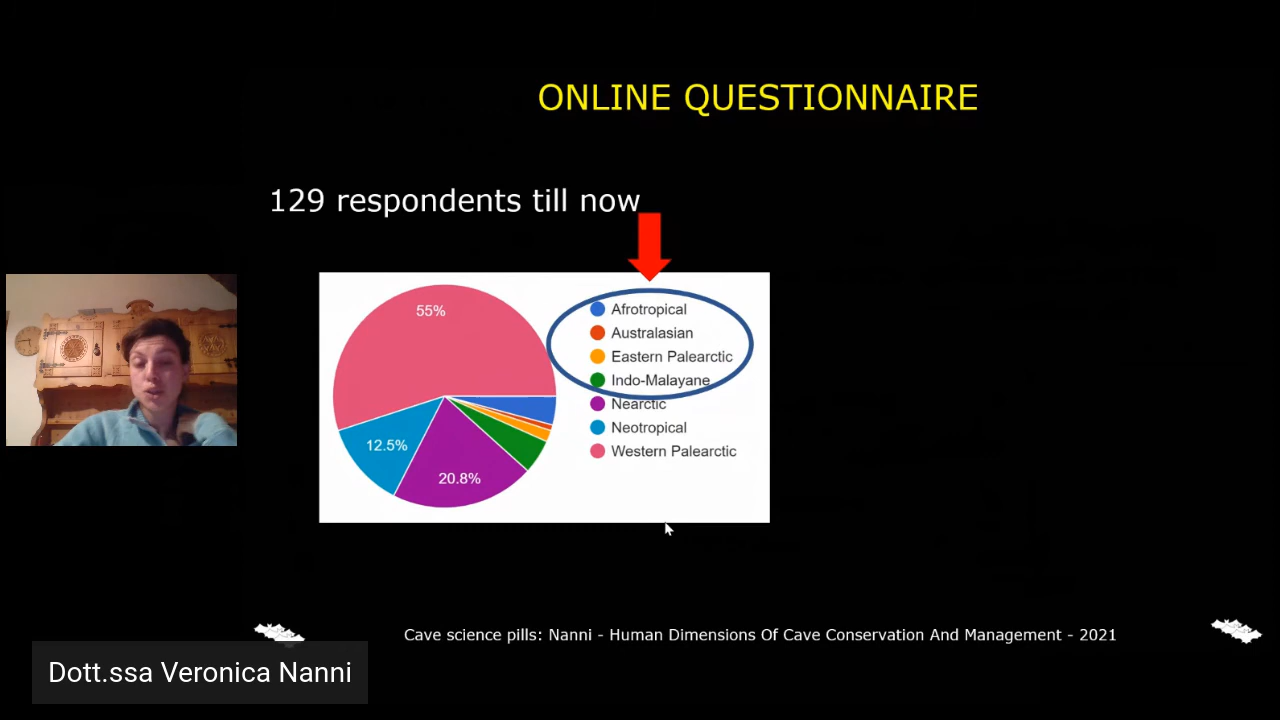 ONLINE QUESTIONNAIRE
129 respondents till now
55%
12.5%
20.8%
Afrotropical
Australasian
Eastern Palearctic
Indo-Malayane
Nearctic
Neotropical
Western Palearctic
Cave science pills: Nanni - Human Dimensions Of Cave Conservation And Management - 2021
Dott.ssa Veronica Nanni